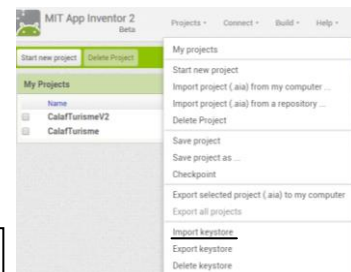 MIT App Inventor 2
Beta
Projects Connect Build Help
Start new project Delete Project
My Projects
Name
CalafTurismeV2
CalafTurisme
My projects
Start new project
Import project (.aia) from my computer ...
Import project (.aia) from a repository ...
Delete Project
Save project
Save project as ...
Checkpoint
Export selected project (.aia) to my computer
Export all projects
Import keystore
Export keystore
Delete keystore